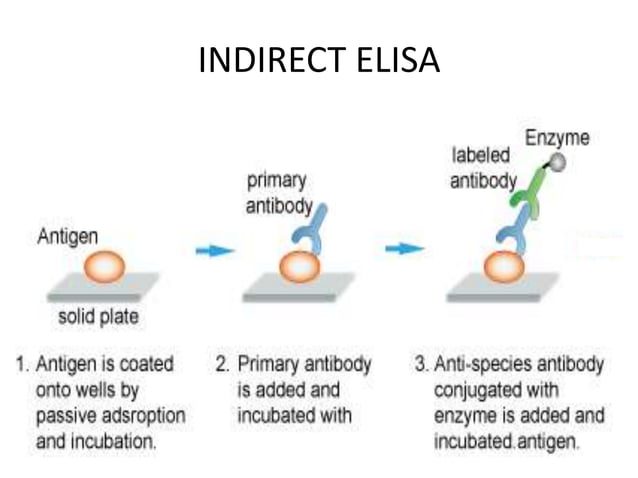 INDIRECT ELISA
Antigen
solid plate
primary
antibody
labeled
antibody
Enzyme
1. Antigen is coated
onto wells by
passive adsroption
and incubation.
2. Primary antibody
is added and
incubated with
3. Anti-species antibody
conjugated with
enzyme is added and
incubated.antigen.